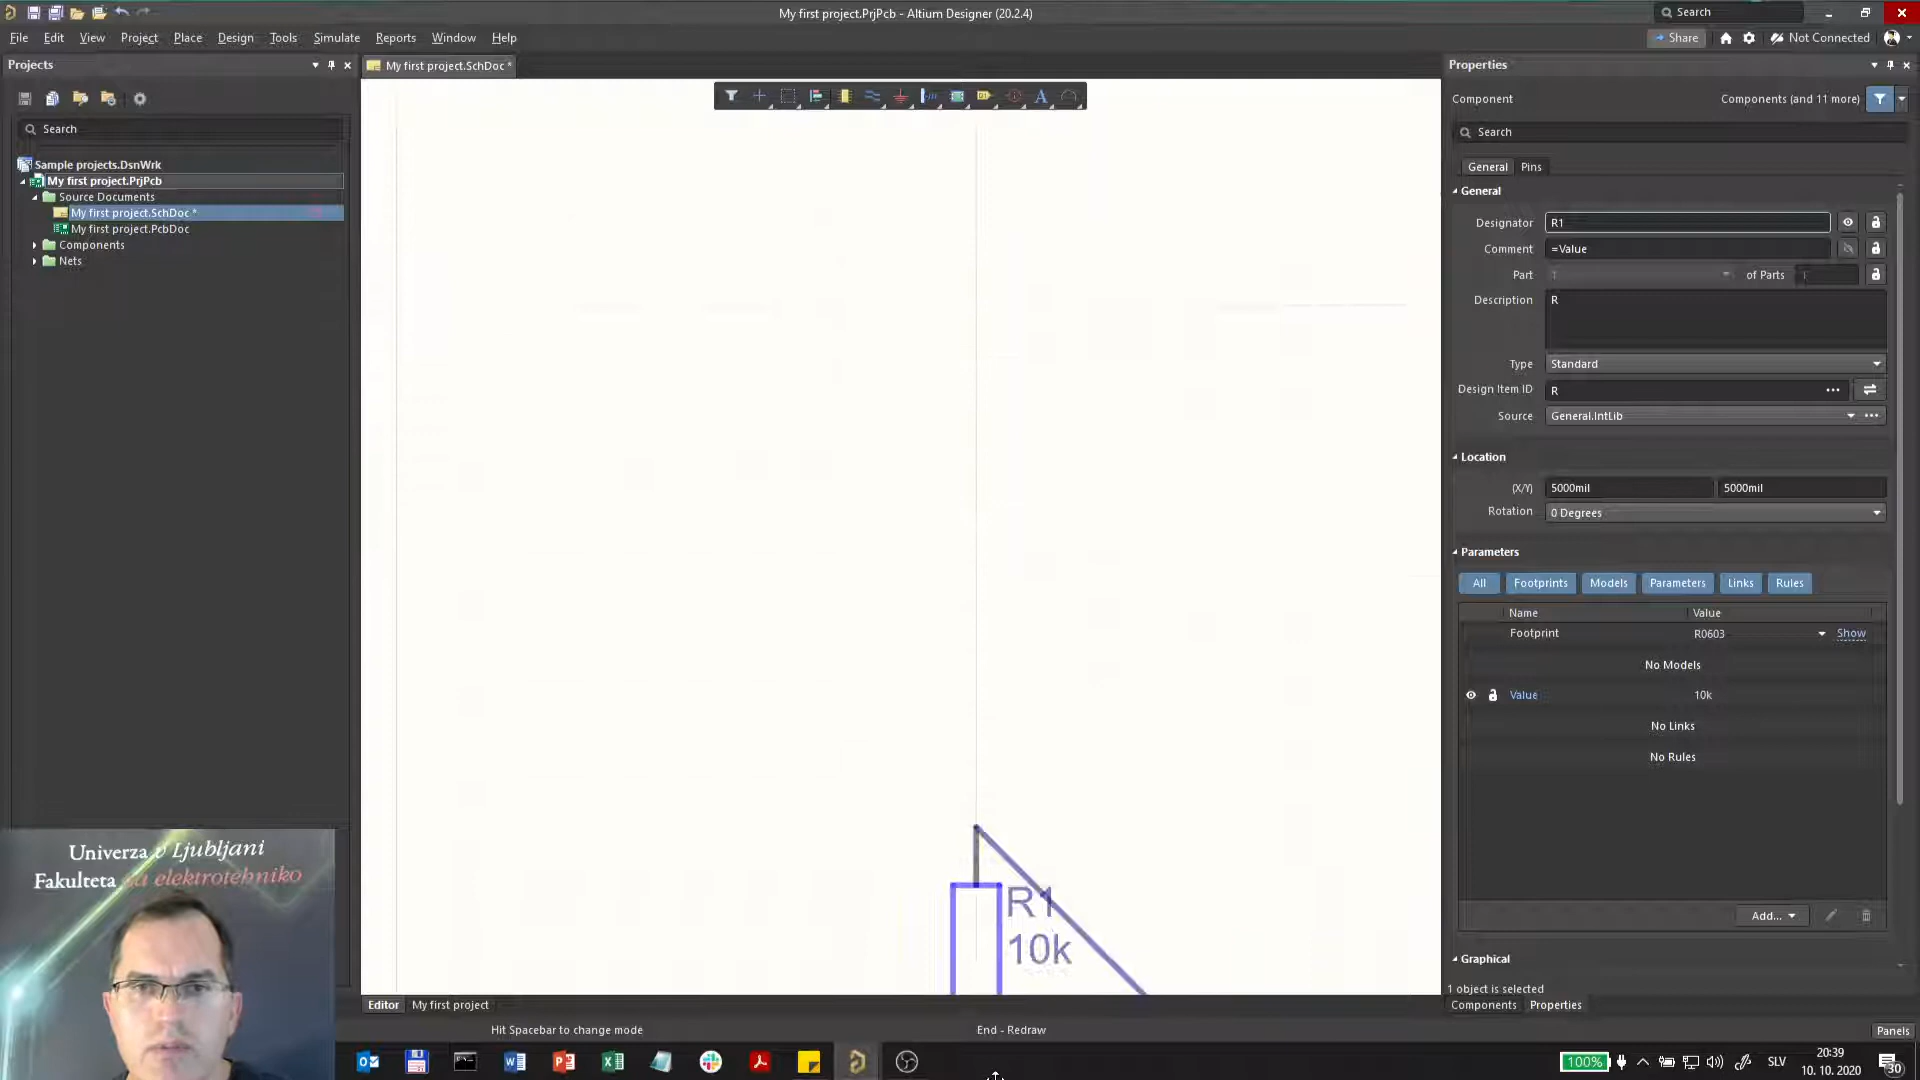 My first project.PrjPcb - Altium Designer (20.2.4)
Search
File Edit View Project Place Design Tools Simulate Reports Window Help
Share
Not Connected
Projects
My first project.SchDoc *
Properties
Component
Components (and 11 more)
Search
Search
Sample projects.DsnWrk
My first project.PrjPcb
Source Documents
My first project.SchDoc *
My first project.PcbDoc
Components
Nets
General Pins
General
Designator R1
Comment =Value
Part 1 of Parts 1
Description R
Type Standard
Design Item ID R
Source General.IntLib
Location
(X/Y) 5000mil 5000mil
Rotation 0 Degrees
Parameters
All Footprints Models Parameters Links Rules
Name Value
Footprint R0603 Show
No Models
Value 10k
No Links
No Rules
Add...
Graphical
1 object is selected
Components Properties
R1
10k
Univerza v Ljubljani
Fakulteta za elektrotehniko
Editor My first project
Hit Spacebar to change mode
End - Redraw
Panels
100%
SLV
20:39
10. 10. 2020
30